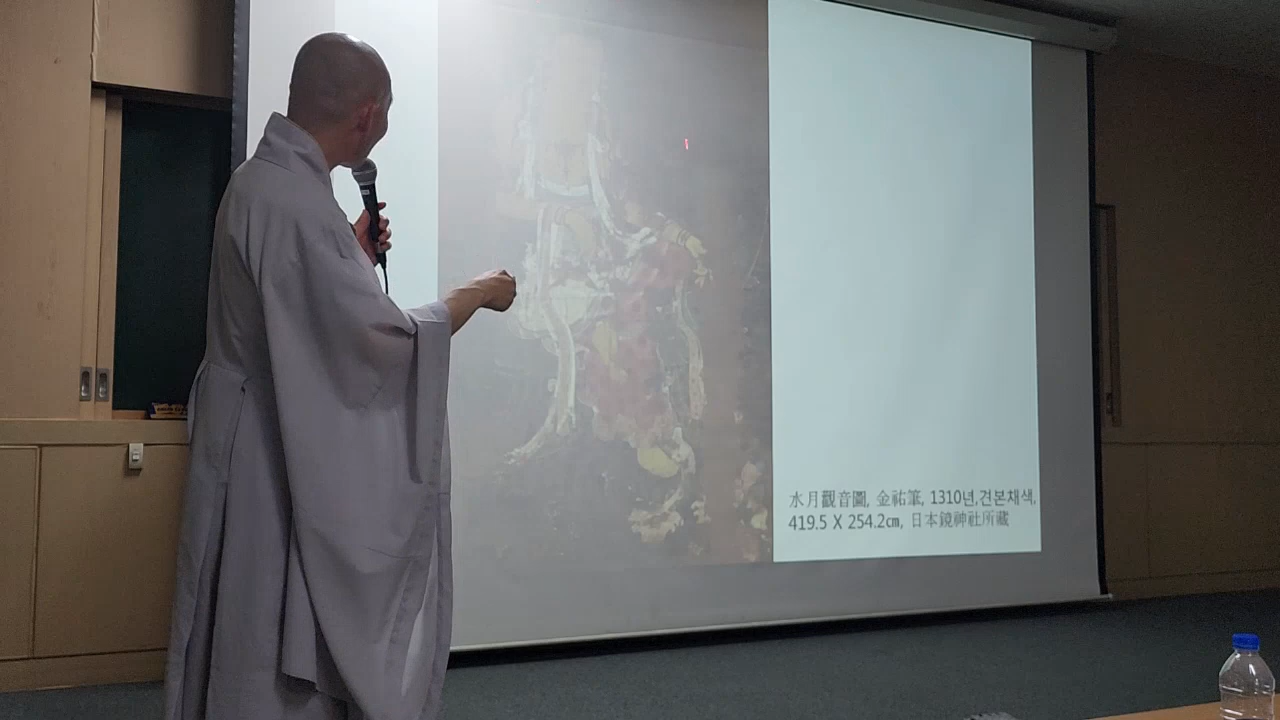 水月觀音圖, 金祐筆, 1310년,견본채색,
419.5 X 254.2㎝, 日本鏡神社所藏